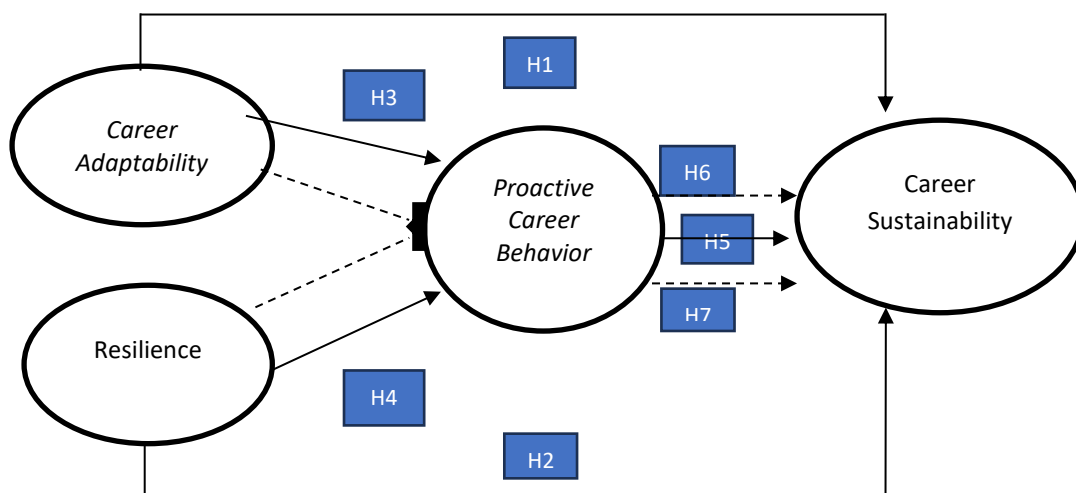 H1
H3
Career
Adaptability
Proactive
Career
Behavior
H6
H5
H7
Career
Sustainability
Resilience
H4
H2